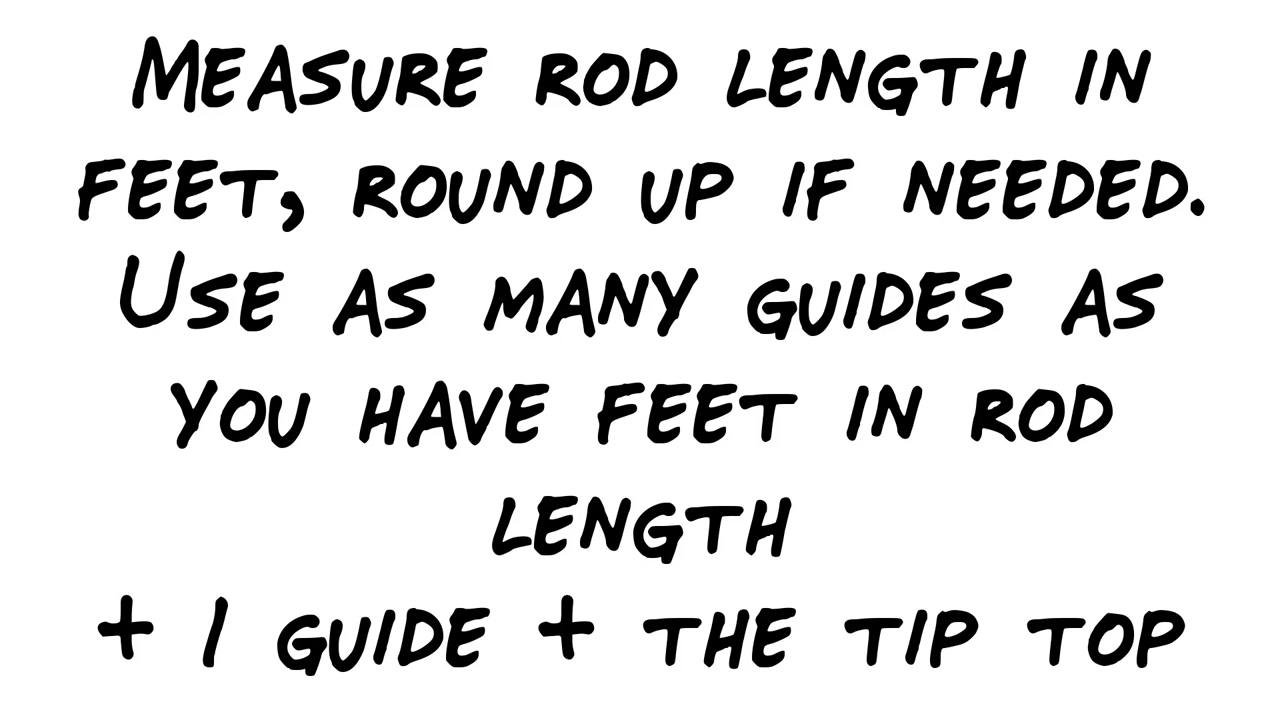 Measure rod length in
feet, round up if needed.
Use as many guides as
you have feet in rod
length
+ 1 guide + the tip top